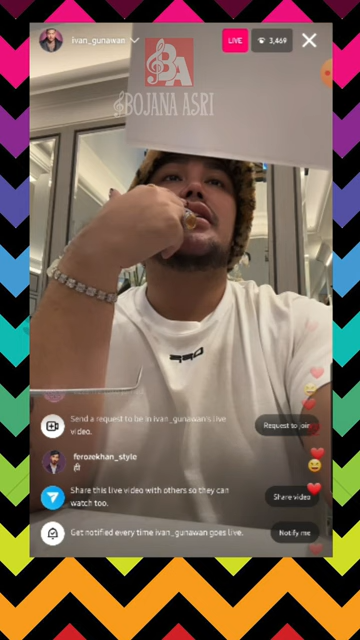 ivan_gunawan
LIVE
3,469
BA
BOJANA ASRI
Send a request to be in ivan_gunawan's live
video.
Request to join
ferozekhan_style
Share this live video with others so they can
watch too.
Share video
Get notified every time ivan_gunawan goes live.
Notify me